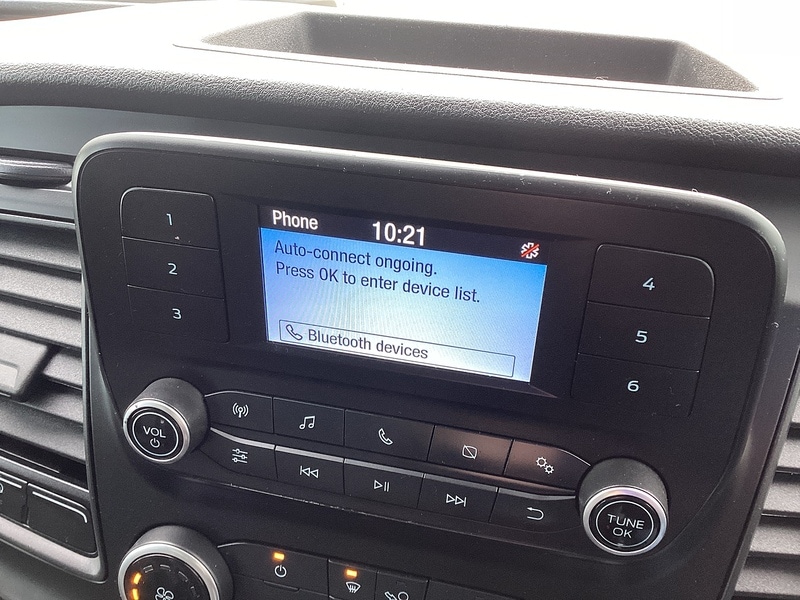 Phone 10:21
Auto-connect ongoing.
Press OK to enter device list.
Bluetooth devices
1
2
3
4
5
6
VOL
TUNE
OK